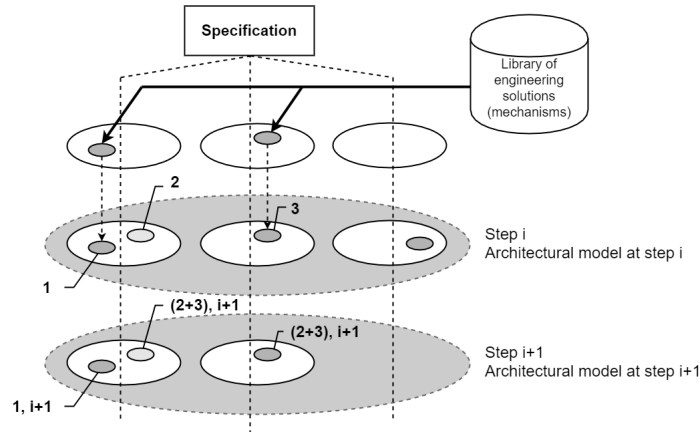 Specification
Library of
engineering
solutions
(mechanisms)
2
3
Step i
Architectural model at step i
1
(2+3), i+1
(2+3), i+1
Step i+1
Architectural model at step i+1
1, i+1